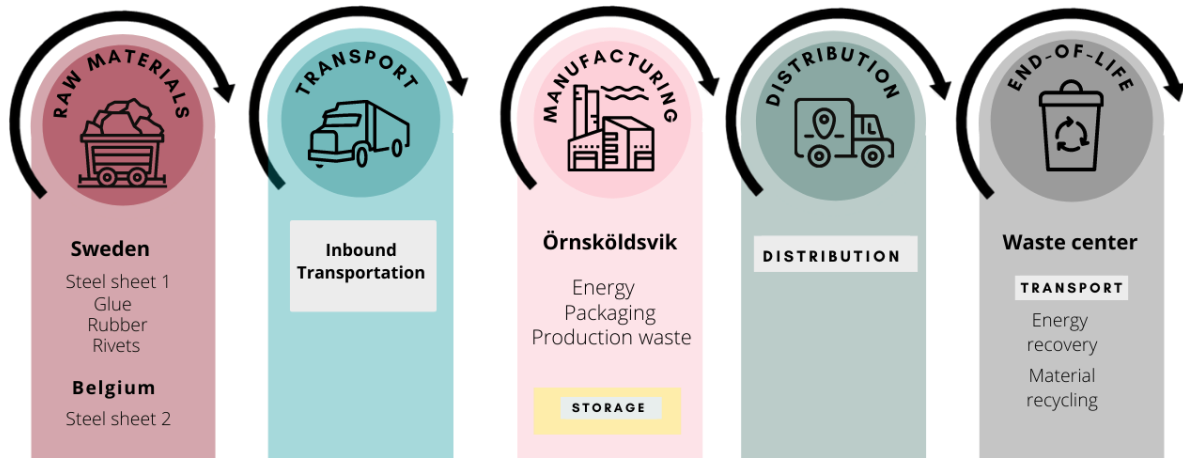 RAW MATERIALS
Sweden
Steel sheet 1
Glue
Rubber
Rivets
Belgium
Steel sheet 2
TRANSPORT
Inbound
Transportation
MANUFACTURING
Örnsköldsvik
Energy
Packaging
Production waste
STORAGE
DISTRIBUTION
DISTRIBUTION
END-OF-LIFE
Waste center
TRANSPORT
Energy
recovery
Material
recycling